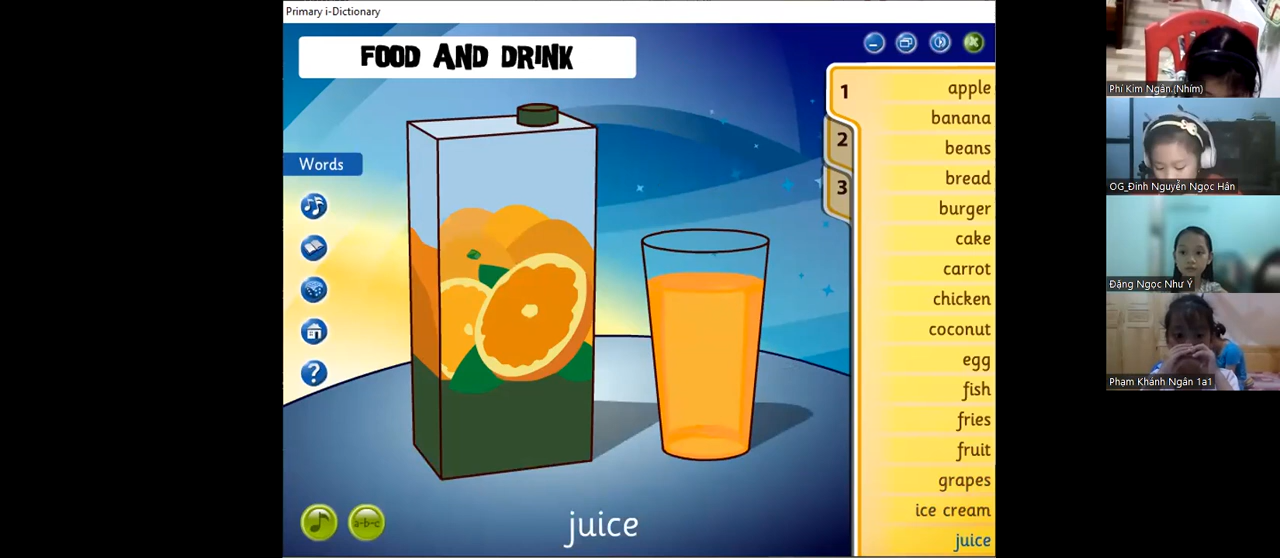 Primary i-Dictionary
FOOD AND DRINK
Words
a-b-c
juice
1
2
3
apple
banana
beans
bread
burger
cake
carrot
chicken
coconut
egg
fish
fries
fruit
grapes
ice cream
juice
Phí Kim Ngân.(Nhím)
OG_Đinh Nguyễn Ngọc Hân
Đặng Ngọc Như Ý
Phạm Khánh Ngân 1a1